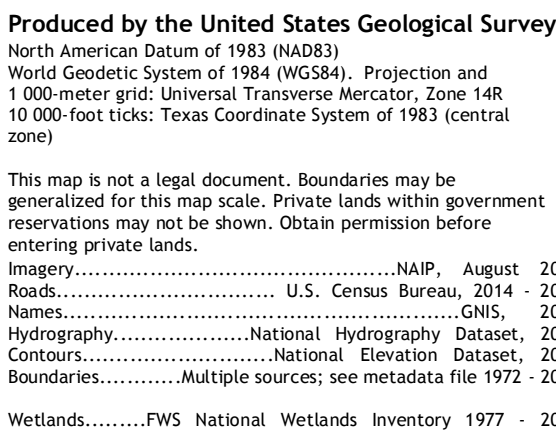 Produced by the United States Geological Survey
North American Datum of 1983 (NAD83)
World Geodetic System of 1984 (WGS84). Projection and
1 000-meter grid: Universal Transverse Mercator, Zone 14R
10 000-foot ticks: Texas Coordinate System of 1983 (central
zone)
This map is not a legal document. Boundaries may be
generalized for this map scale. Private lands within government
reservations may not be shown. Obtain permission before
entering private lands.
Imagery.............................................NAIP, August
Roads.............................. U.S. Census Bureau, 2014 -
Names.......................................................GNIS,
Hydrography...................National Hydrography Dataset,
Contours...........................National Elevation Dataset,
Boundaries............Multiple sources; see metadata file 1972 -
Wetlands.........FWS National Wetlands Inventory 1977 -